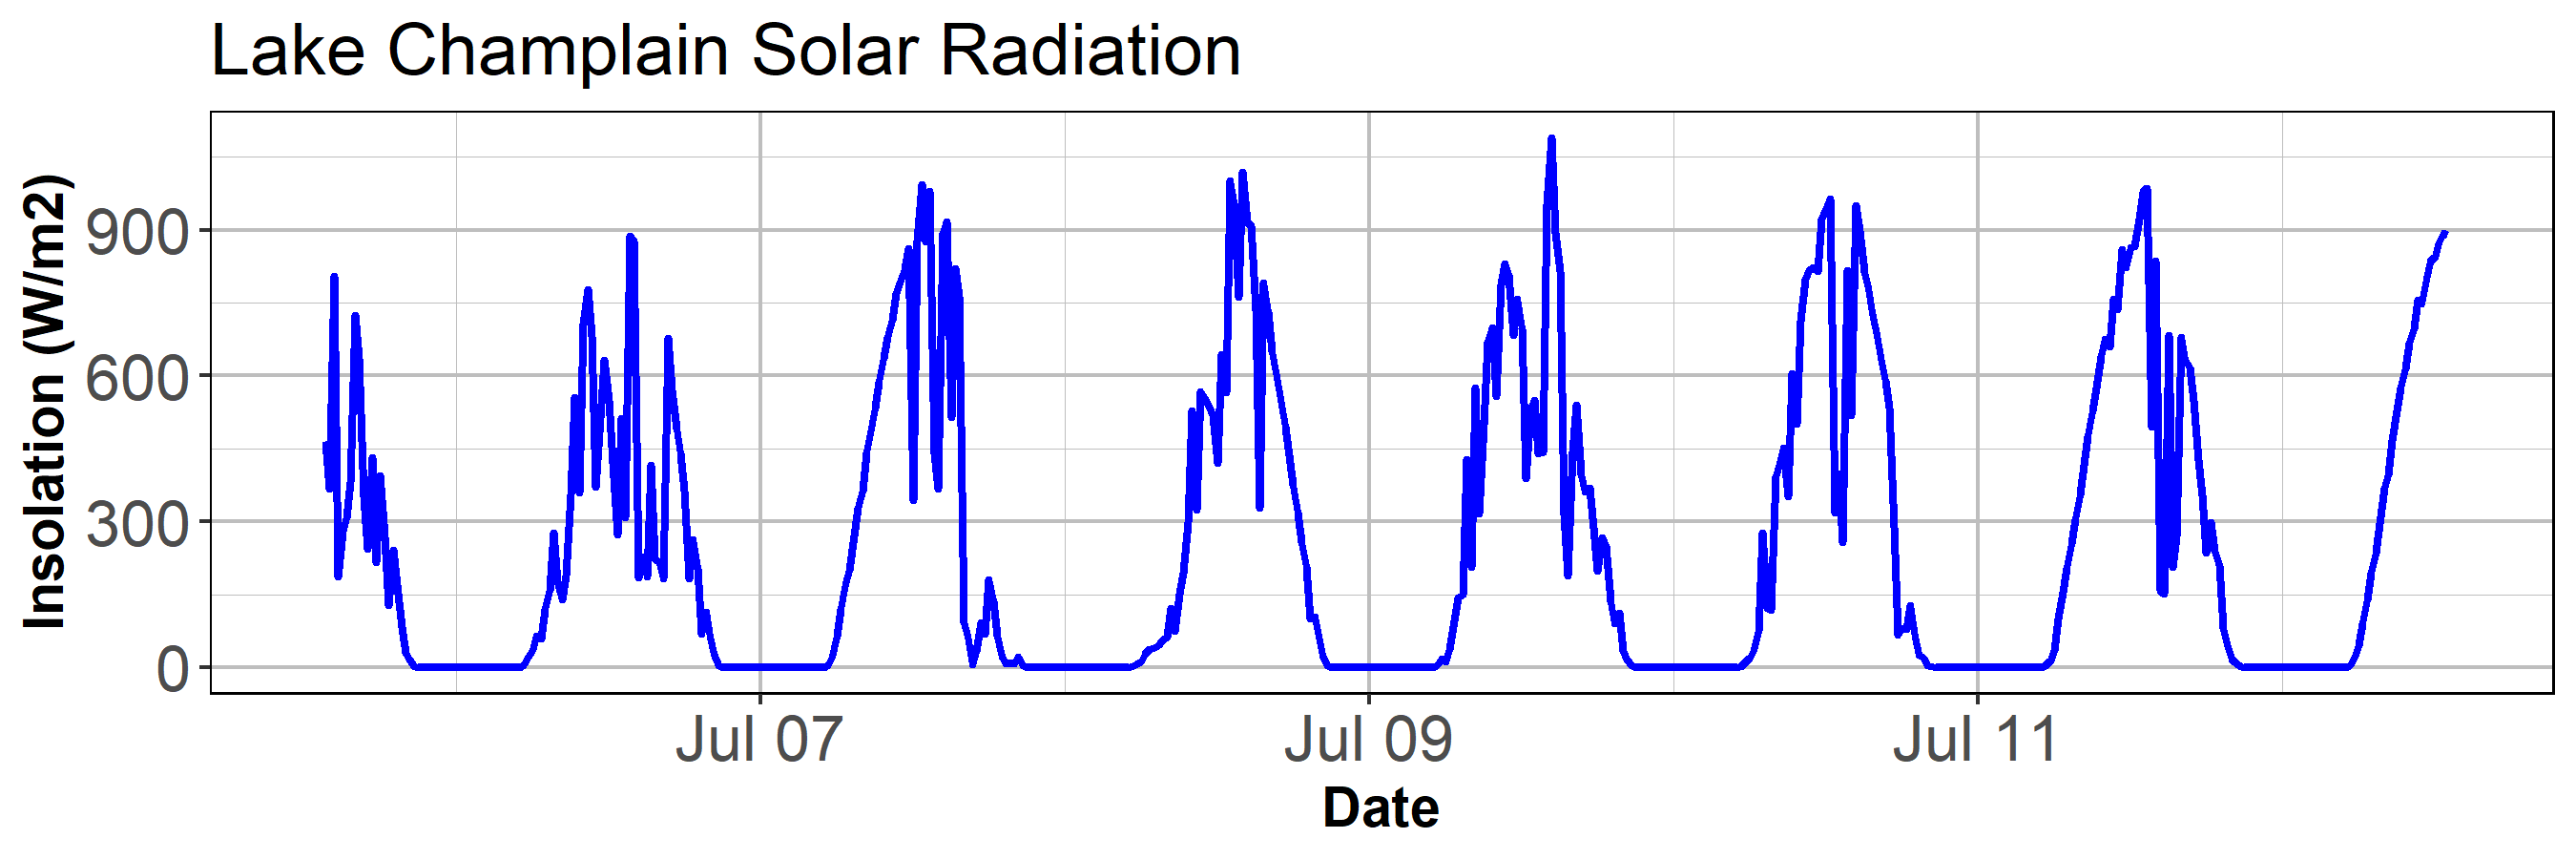 Lake Champlain Solar Radiation
Insolation (W/m2)
900
600
300
0
Jul 07
Jul 09
Jul 11
Date